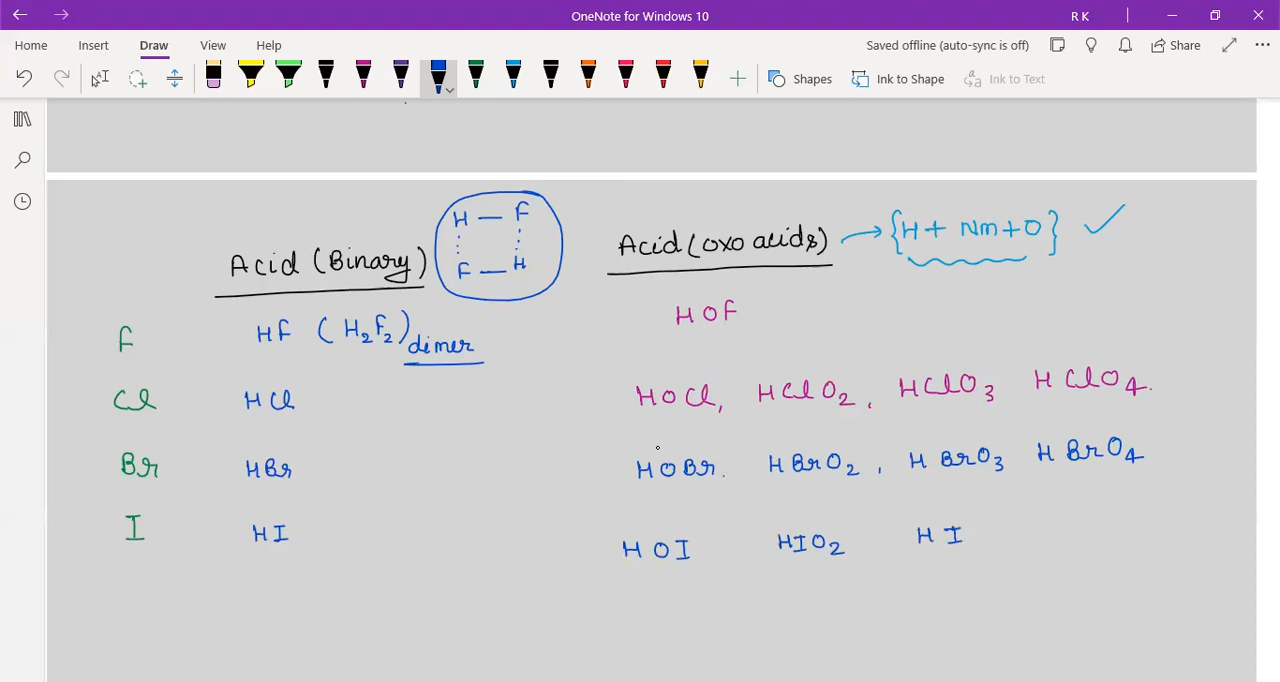 OneNote for Windows 10
R K
Home Insert Draw View Help
Saved offline (auto-sync is off)
Share
Shapes
Ink to Shape
Ink to Text
H — F
F — H
Acid (Binary)
Acid (oxo acids) → {H + Nm + O} ✓
F HF (H₂F₂) dimer HOF
Cl HCl HOCl, HClO₂, HClO₃ HClO₄.
Br HBr HOBr. HBrO₂, HBrO₃ HBrO₄
I HI HOI HIO₂ HI